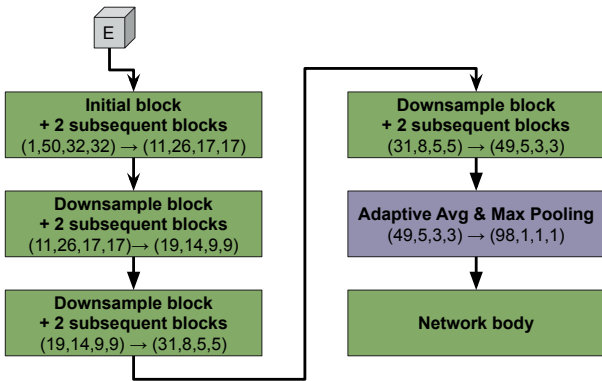 E
Initial block
+ 2 subsequent blocks
(1,50,32,32) → (11,26,17,17)
Downsample block
+ 2 subsequent blocks
(11,26,17,17)→ (19,14,9,9)
Downsample block
+ 2 subsequent blocks
(19,14,9,9) → (31,8,5,5)
Downsample block
+ 2 subsequent blocks
(31,8,5,5) → (49,5,3,3)
Adaptive Avg & Max Pooling
(49,5,3,3) → (98,1,1,1)
Network body